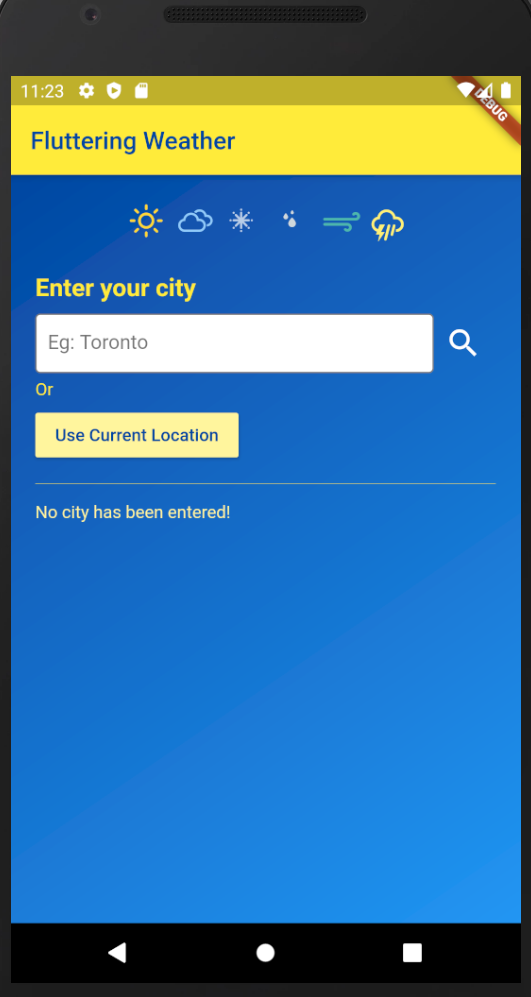 11:23
DEBUG
Fluttering Weather
Enter your city
Eg: Toronto
Or
Use Current Location
No city has been entered!